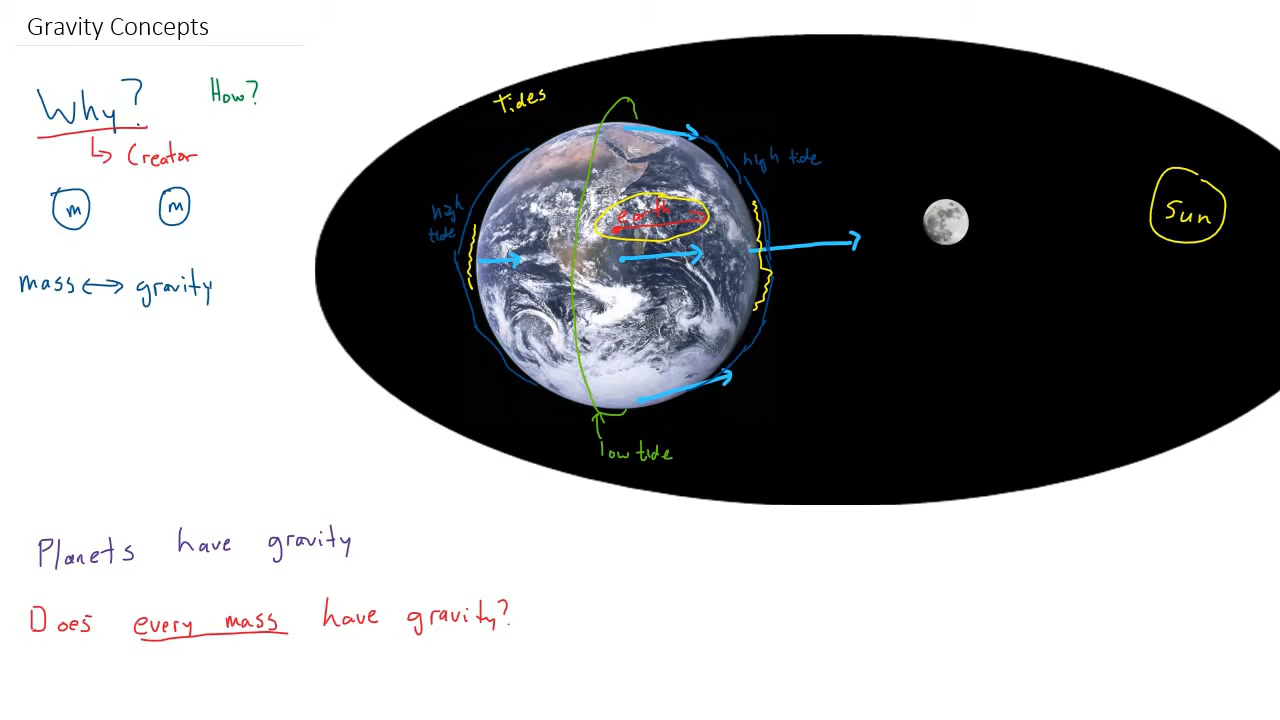 Gravity Concepts
Why?
How?
Creator
m
m
mass ↔ gravity
tides
high tide
high
tide
earth
sun
low tide
Planets have gravity
Does every mass have gravity?